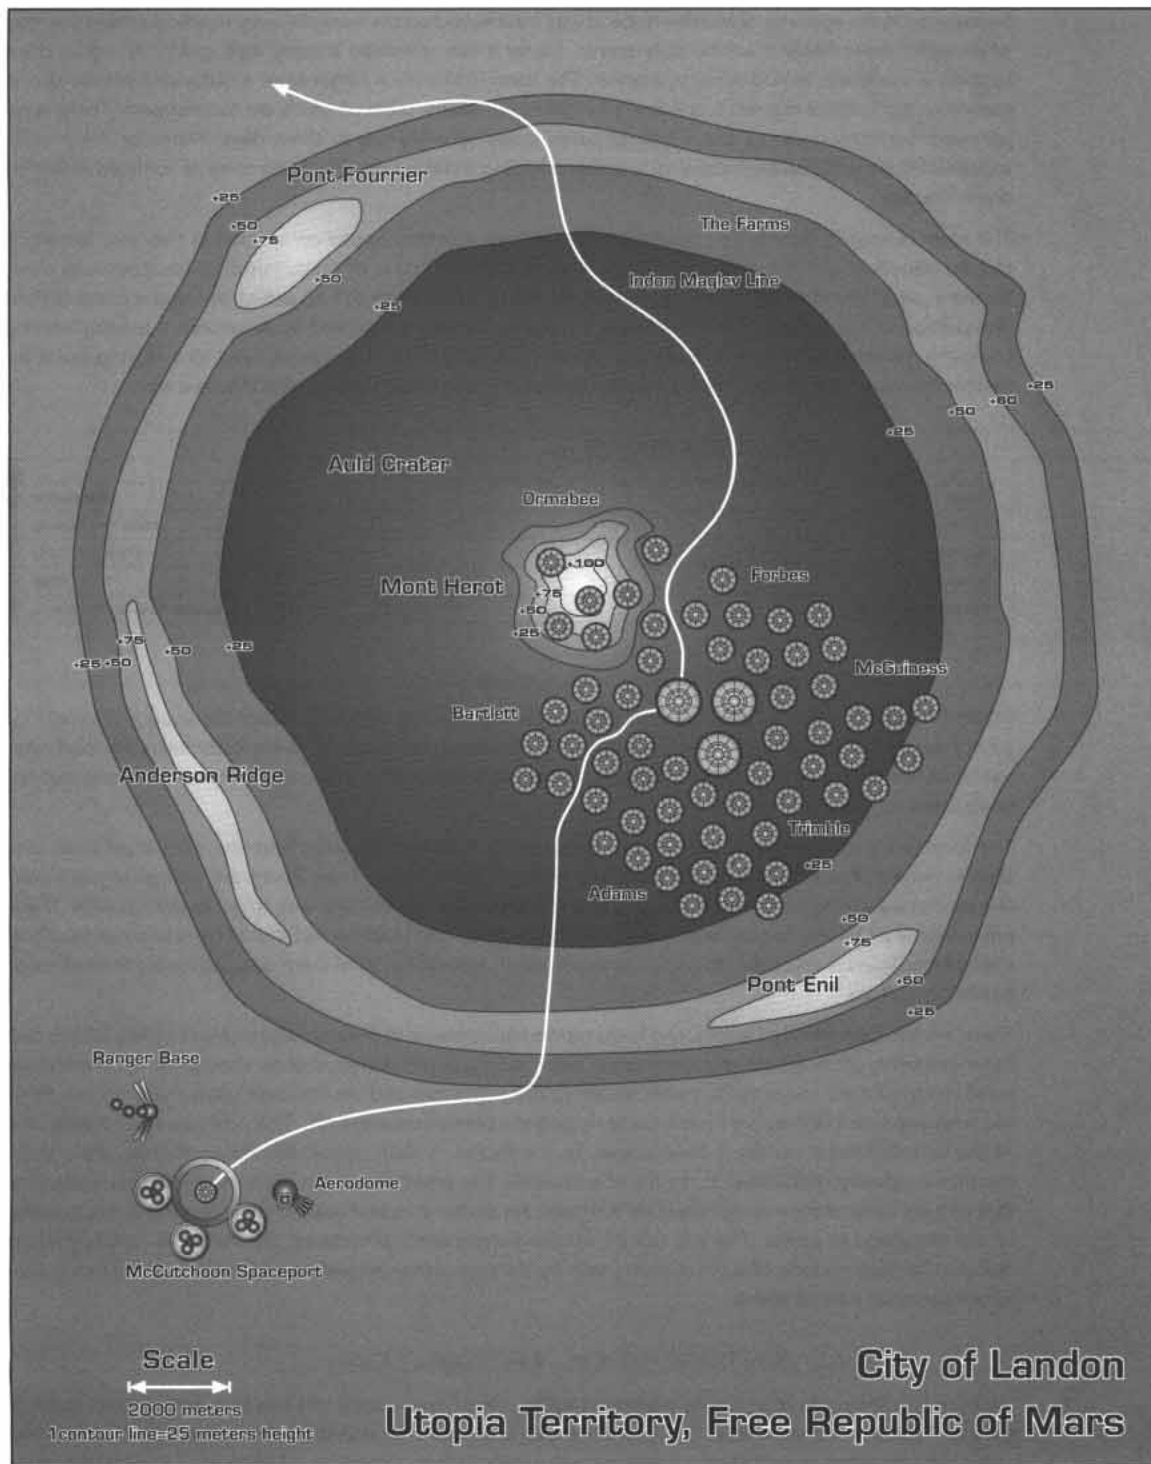 Pont Fourrier
+25
+50
+75
+50
+25
The Farms
Indon Maglev Line
+25
+60
+50
+25
Auld Crater
Ormabee
+100
Mont Herot
+75
+50
+25
Forbes
+75
+25
+50
+50
+25
McGuiness
Bartlett
Anderson Ridge
Trimble
+25
Adams
+50
+75
Pont Enil
+50
+25
Ranger Base
Aerodome
McCutchoon Spaceport
Scale
2000 meters
1 contour line=25 meters height
City of Landon
Utopia Territory, Free Republic of Mars